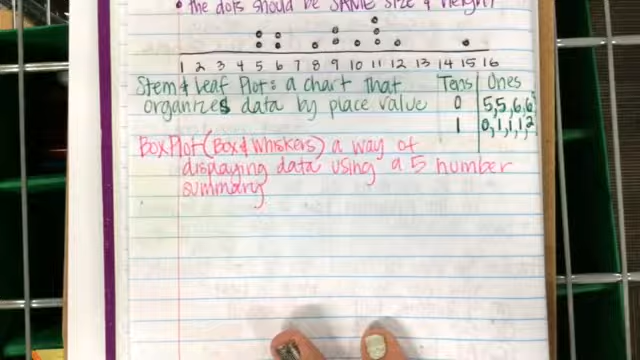 • the dots should be SAME size & height
1 2 3 4 5 6 7 8 9 10 11 12 13 14 15 16
Stem & Leaf Plot: a chart that
organizes data by place value
Tens Ones
0 5,5,6,6
1 0,1,1,1,2
Box Plot (Box & Whiskers) a way of
displaying data using a 5 number
summary